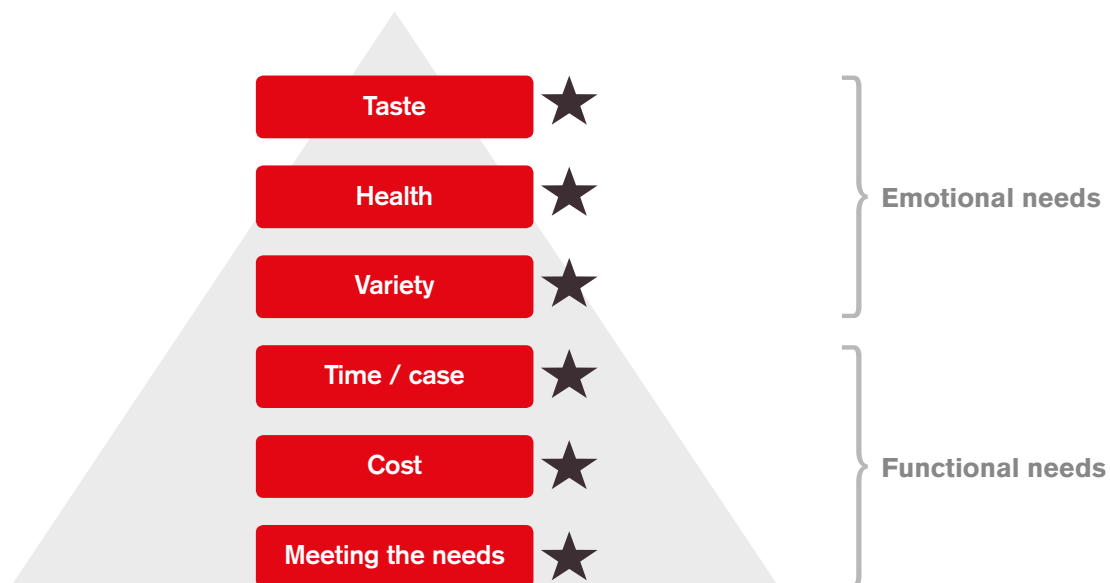 Taste
Health
Variety
Emotional needs
Time / case
Cost
Meeting the needs
Functional needs